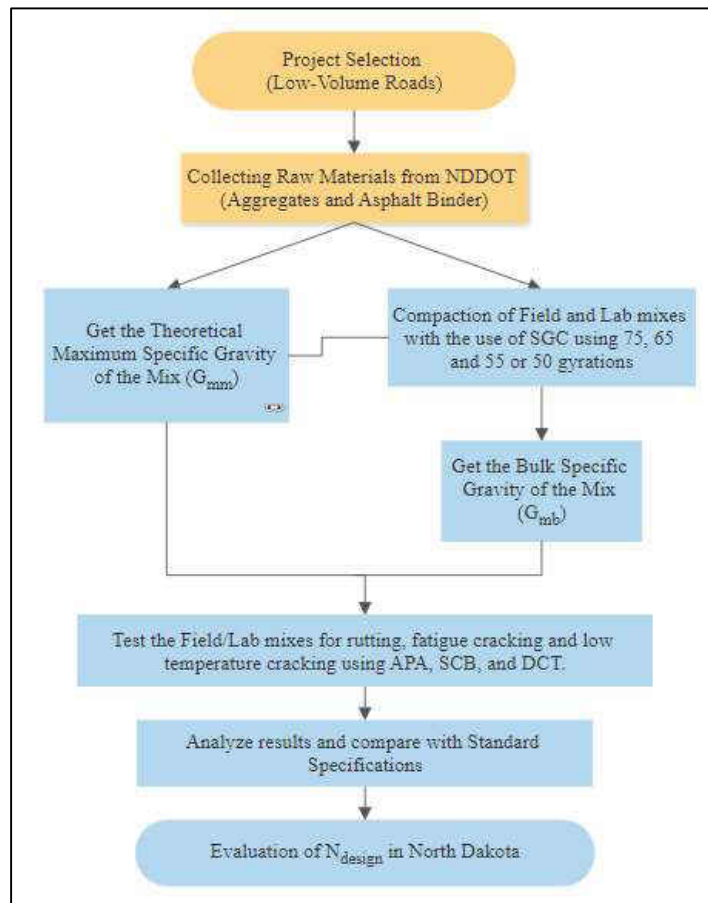 Project Selection
(Low-Volume Roads)
Collecting Raw Materials from NDDOT
(Aggregates and Asphalt Binder)
Get the Theoretical
Maximum Specific Gravity
of the Mix (Gmm)
Compaction of Field and Lab mixes
with the use of SGC using 75, 65
and 55 or 50 gyrations
Get the Bulk Specific
Gravity of the Mix
(Gmb)
Test the Field/Lab mixes for rutting, fatigue cracking and low
temperature cracking using APA, SCB, and DCT.
Analyze results and compare with Standard
Specifications
Evaluation of Ndesign in North Dakota